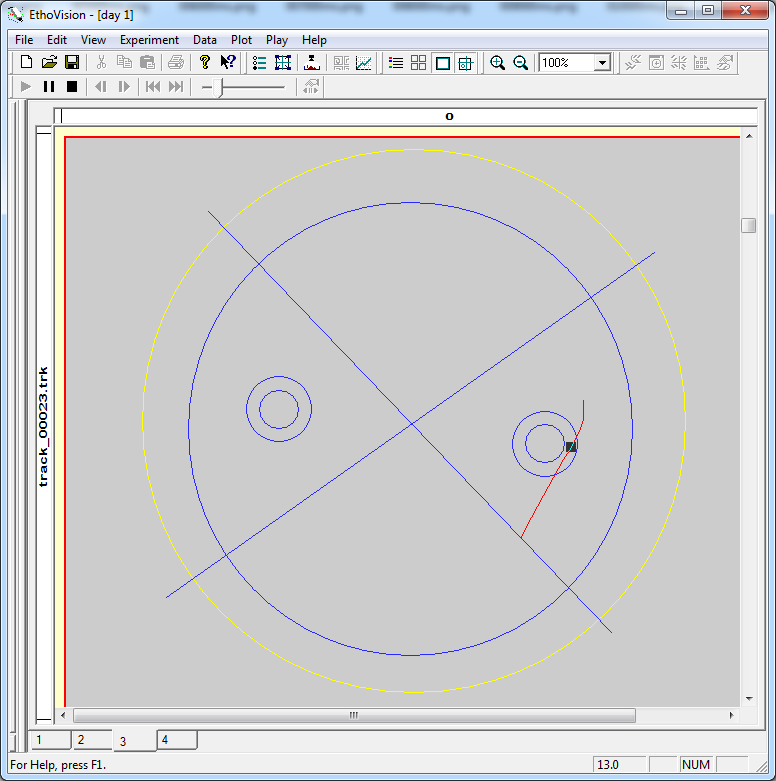 EthoVision - [day 1]
File Edit View Experiment Data Plot Play Help
100%
o
track_00023.trk
1 2 3 4
For Help, press F1.
13.0 NUM